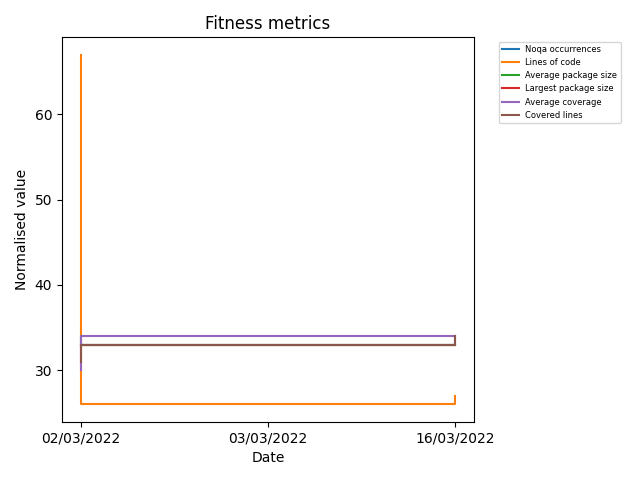 Fitness metrics
Noqa occurrences
Lines of code
Average package size
Largest package size
Average coverage
Covered lines
Normalised value
60
50
40
30
02/03/2022 03/03/2022 16/03/2022
Date